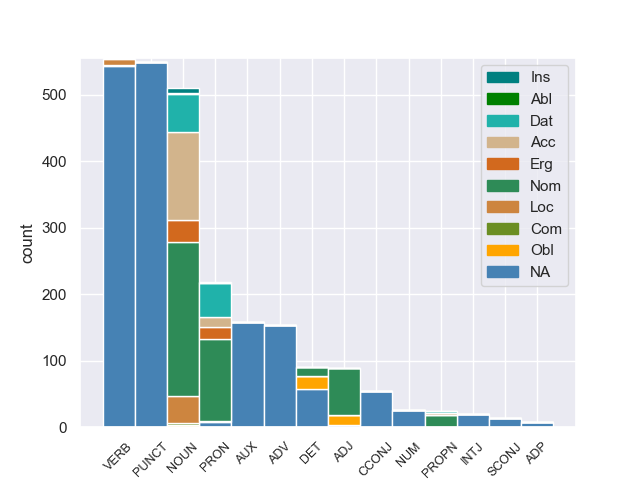 500
400
300
200
100
0
count
Ins
Abl
Dat
Acc
Erg
Nom
Loc
Com
Obl
NA
VERB
PUNCT
NOUN
PRON
AUX
ADV
DET
ADJ
CCONJ
NUM
PROPN
INTJ
SCONJ
ADP